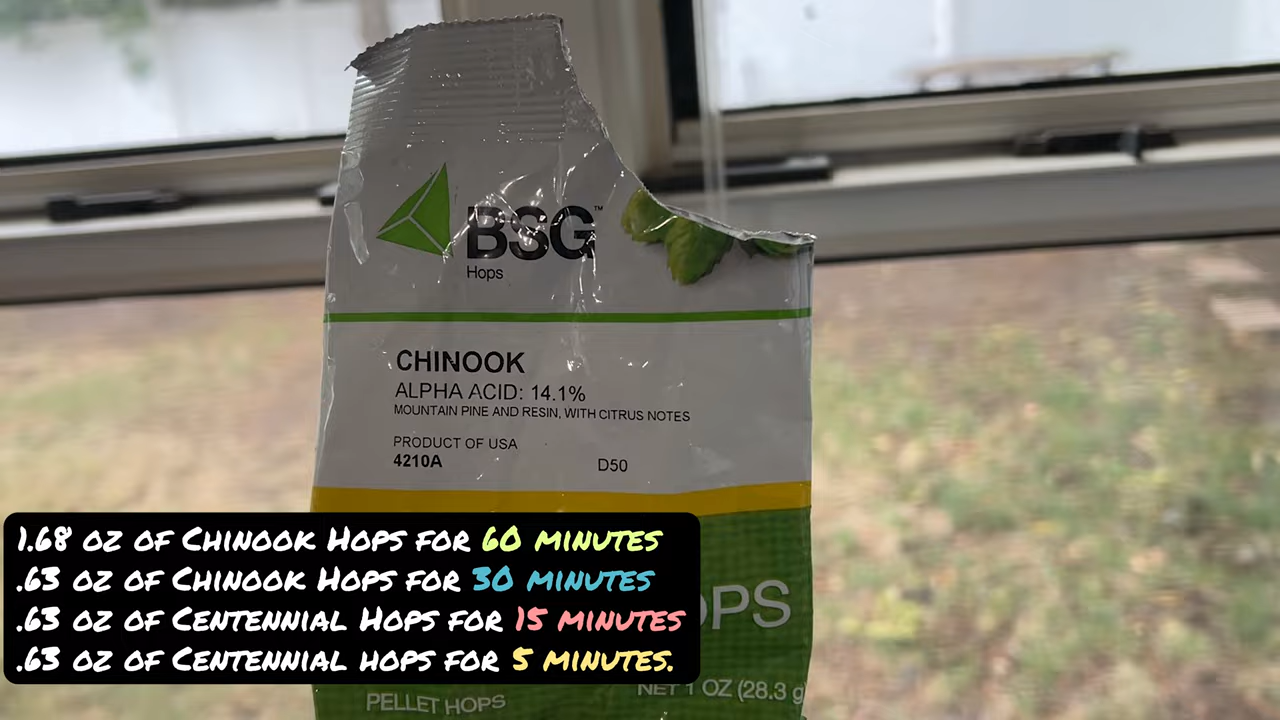 BSG™
Hops
CHINOOK
ALPHA ACID: 14.1%
MOUNTAIN PINE AND RESIN, WITH CITRUS NOTES
PRODUCT OF USA
4210A D50
1.68 OZ OF CHINOOK HOPS FOR 60 MINUTES
.63 OZ OF CHINOOK HOPS FOR 30 MINUTES
.63 OZ OF CENTENNIAL HOPS FOR 15 MINUTES
.63 OZ OF CENTENNIAL HOPS FOR 5 MINUTES.
OPS
PELLET HOPS
NET 1 OZ (28.3 g